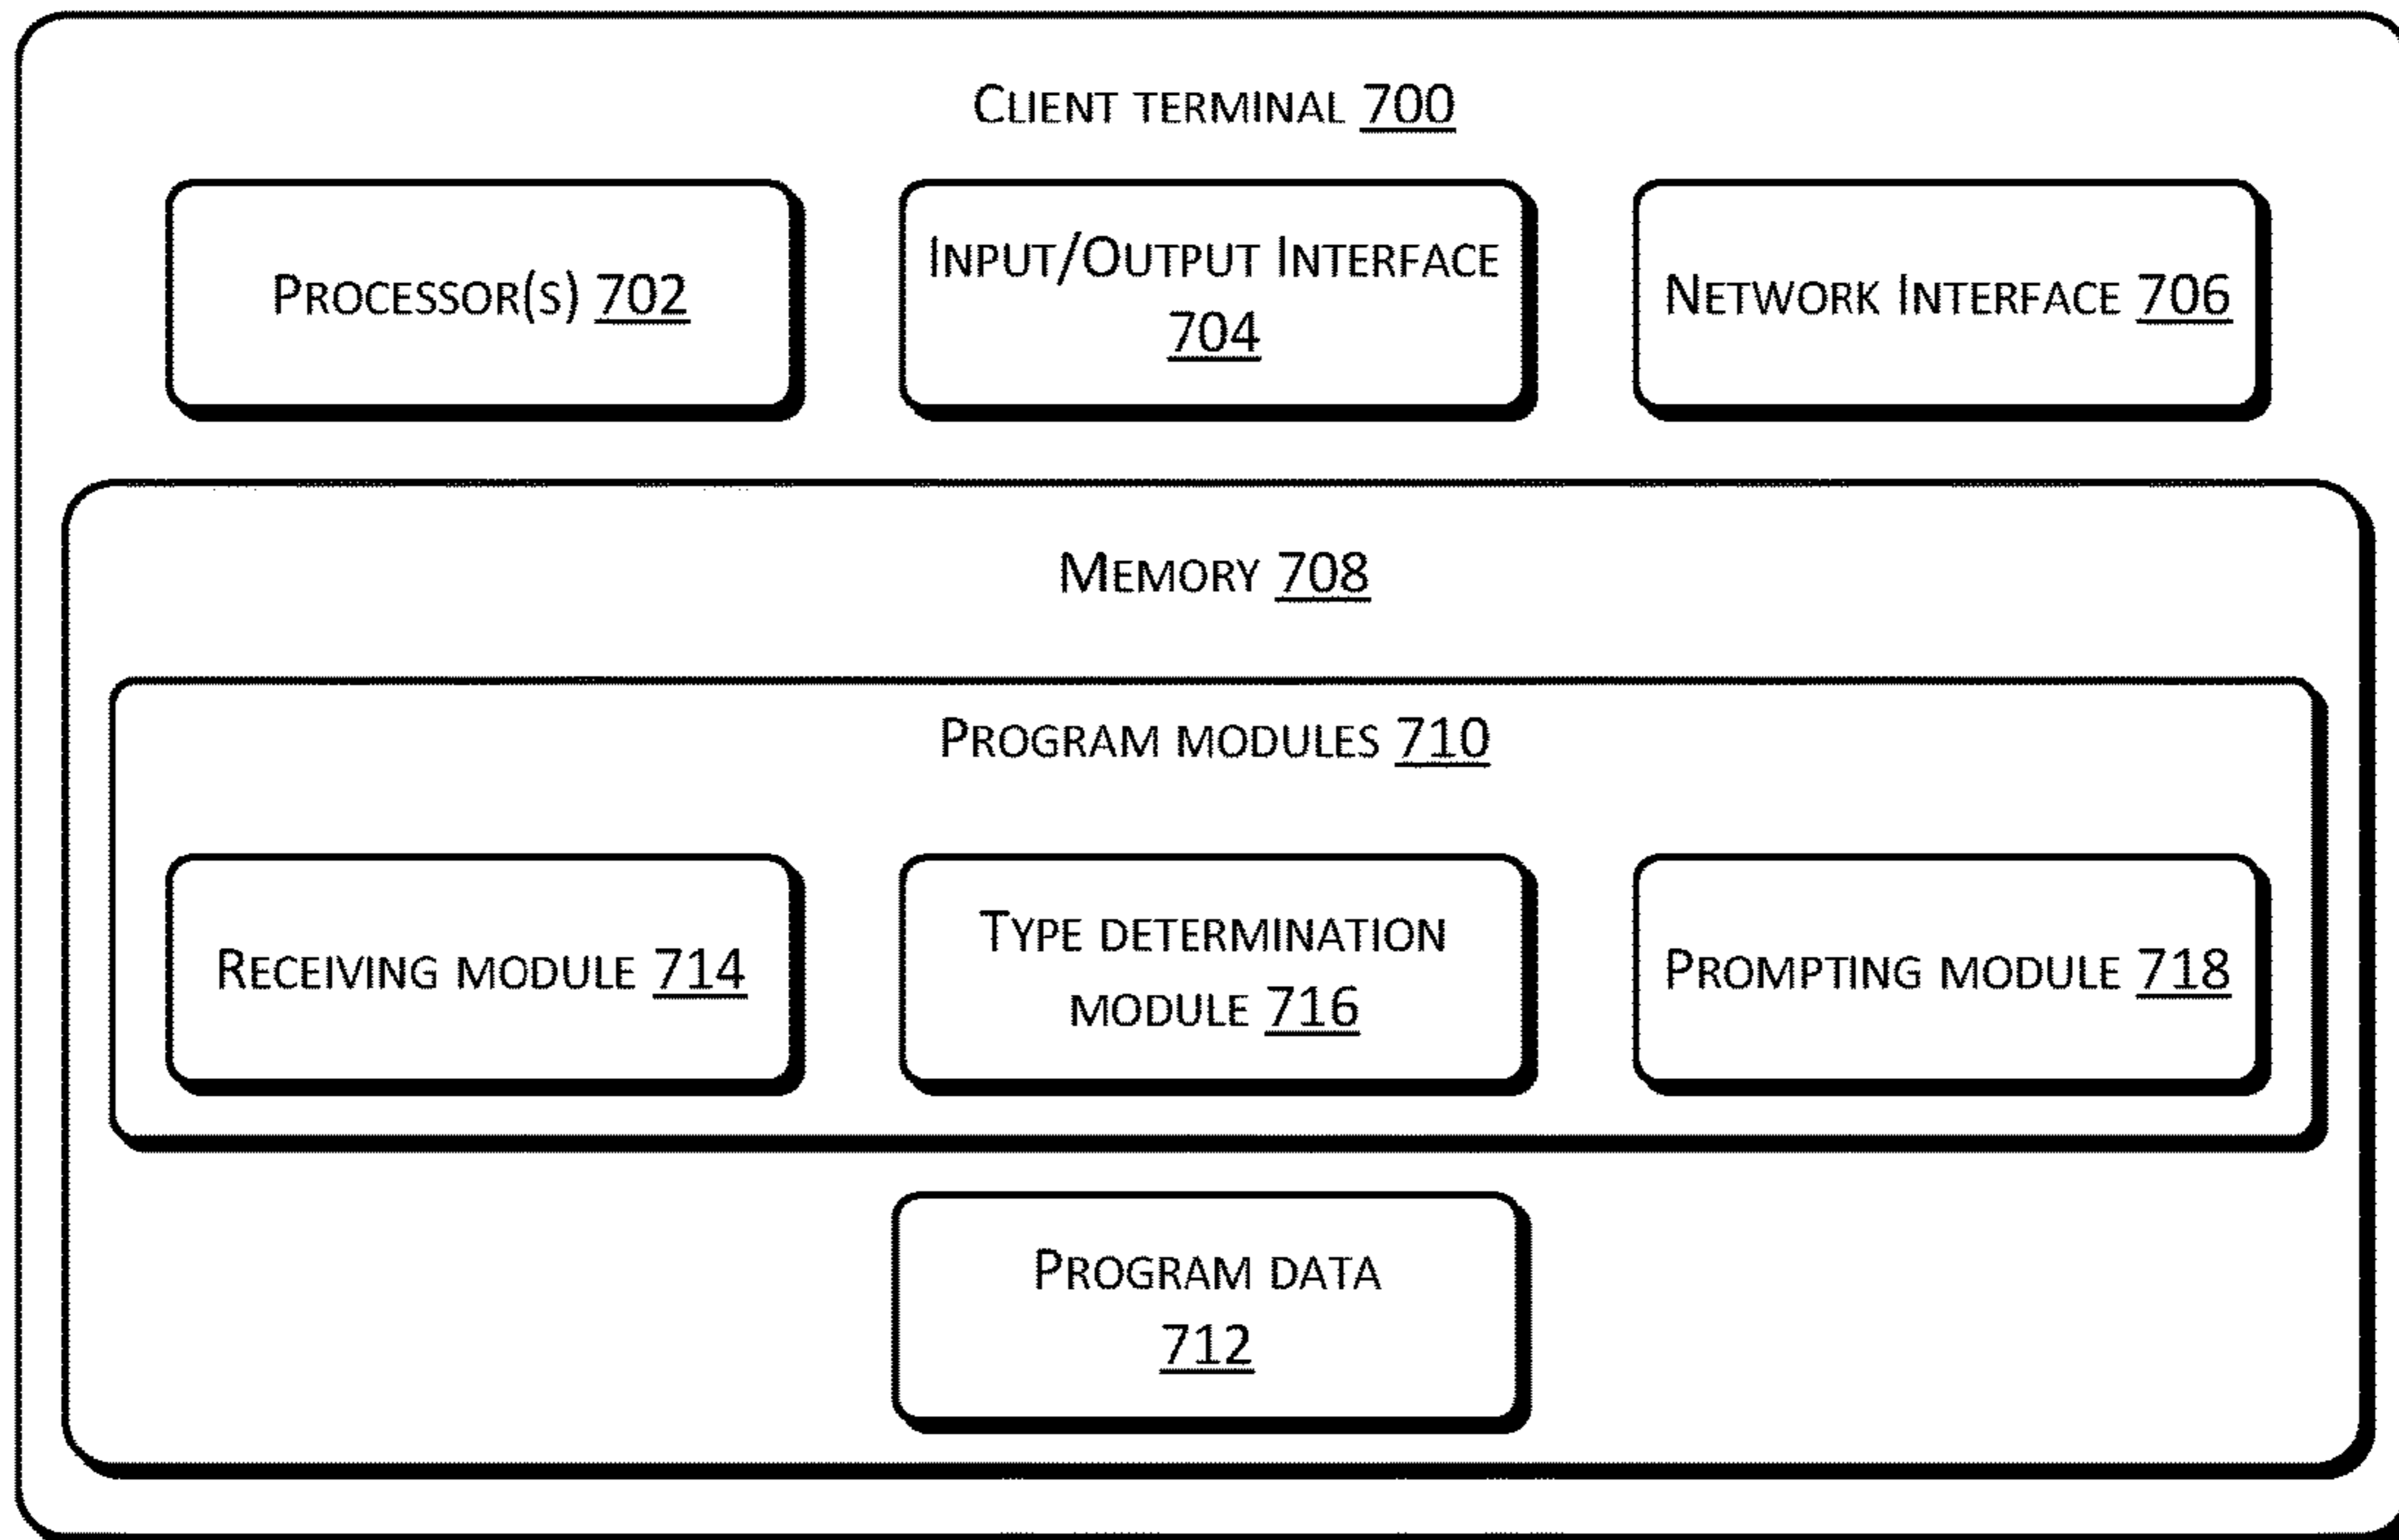 CLIENT TERMINAL 700
PROCESSOR(S) 702
INPUT/OUTPUT INTERFACE
704
NETWORK INTERFACE 706
MEMORY 708
PROGRAM MODULES 710
RECEIVING MODULE 714
TYPE DETERMINATION
MODULE 716
PROMPTING MODULE 718
PROGRAM DATA
712